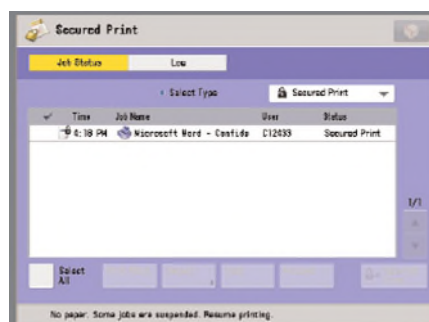 Secured Print
Job Status Log
Select Type Secured Print
Time Job Name User Status
4:18 PM Microsoft Word - Confide C12033 Secured Print
1/1
Select
All
No paper. Some jobs are suspended. Resume printing.